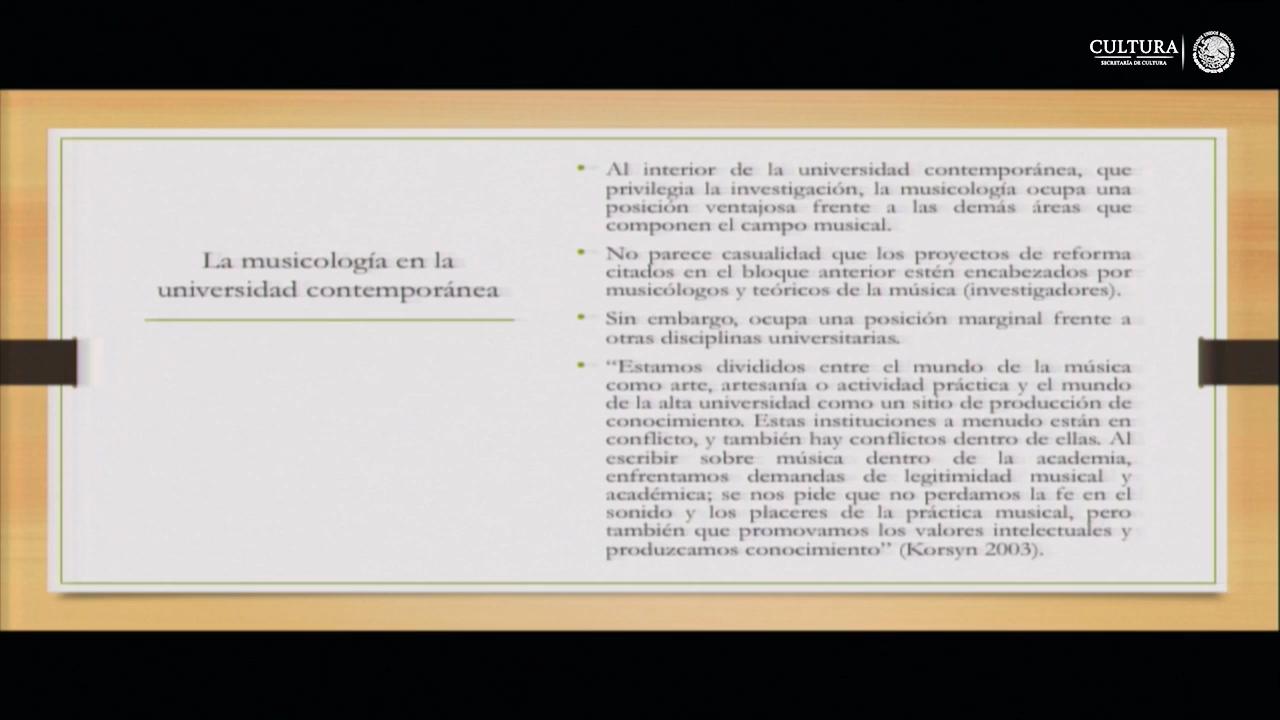 CULTURA
SECRETARÍA DE CULTURA
La musicología en la
universidad contemporánea
Al interior de la universidad contemporánea, que
privilegia la investigación, la musicología ocupa una
posición ventajosa frente a las demás áreas que
componen el campo musical.
No parece casualidad que los proyectos de reforma
citados en el bloque anterior estén encabezados por
musicólogos y teóricos de la música (investigadores).
Sin embargo, ocupa una posición marginal frente a
otras disciplinas universitarias.
“Estamos divididos entre el mundo de la música
como arte, artesanía o actividad práctica y el mundo
de la alta universidad como un sitio de producción de
conocimiento. Estas instituciones a menudo están en
conflicto, y también hay conflictos dentro de ellas. Al
escribir sobre música dentro de la academia,
enfrentamos demandas de legitimidad musical y
académica; se nos pide que no perdamos la fe en el
sonido y los placeres de la práctica musical, pero
también que promovamos los valores intelectuales y
produzcamos conocimiento” (Korsyn 2003).